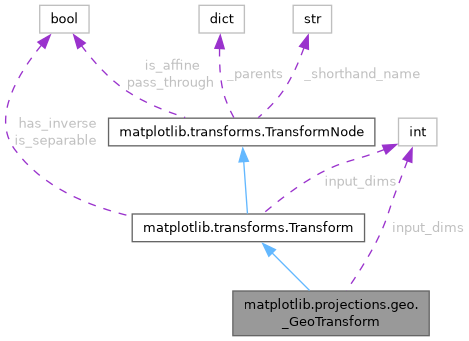 bool
dict
str
is_affine
pass_through
_parents
_shorthand_name
has_inverse
is_separable
matplotlib.transforms.TransformNode
int
input_dims
matplotlib.transforms.Transform
input_dims
matplotlib.projections.geo.
_GeoTransform